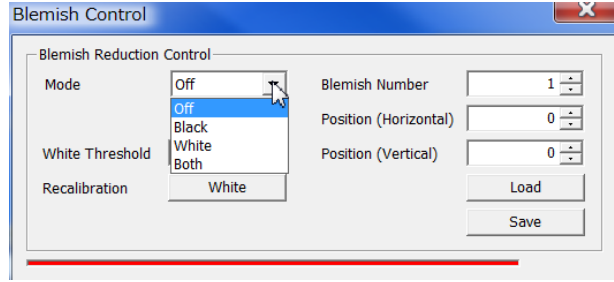 Blemish Control
Blemish Reduction Control
Mode
Off
Off
Black
White
Both
White Threshold
Recalibration
White
Blemish Number
1
Position (Horizontal)
0
Position (Vertical)
0
Load
Save